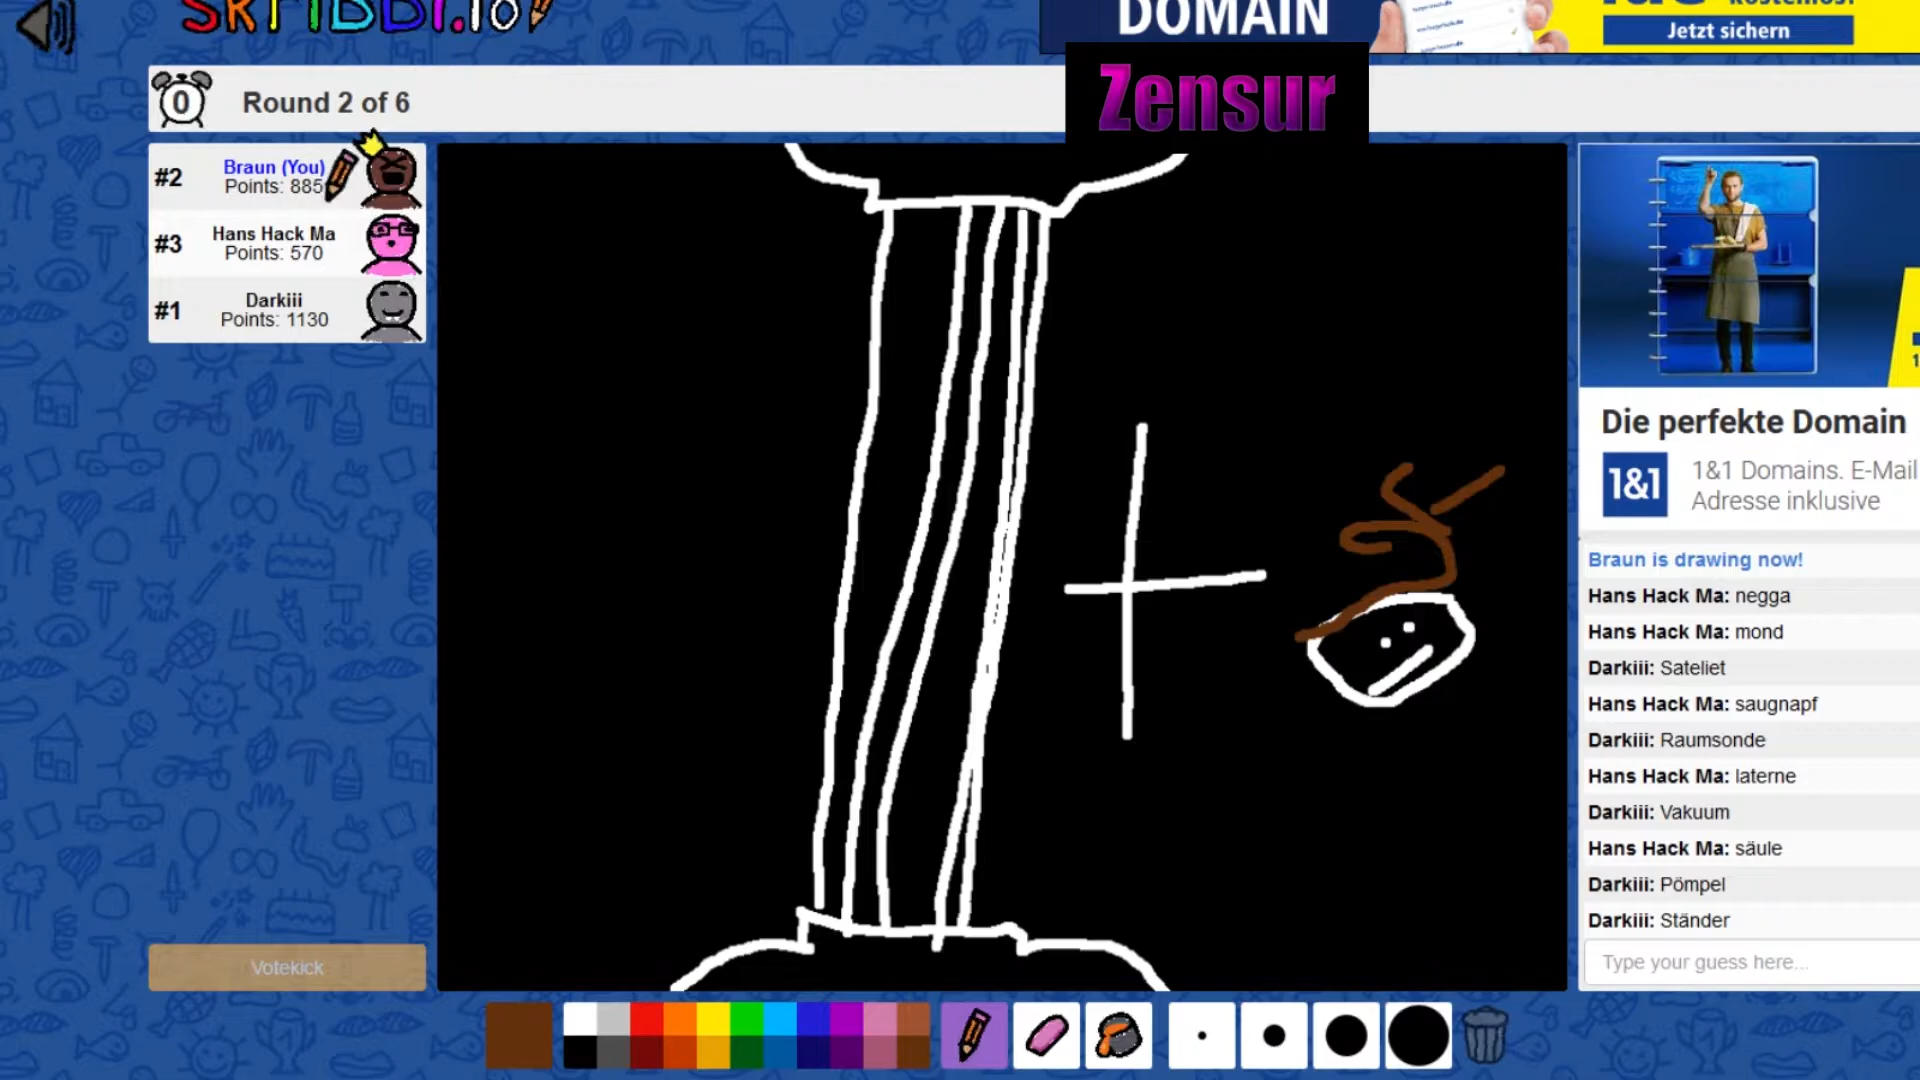 skribbl.io
DOMAIN
kostenlos!
Jetzt sichern
Zensur
0
Round 2 of 6
#2
Braun (You)
Points: 885
#3
Hans Hack Ma
Points: 570
#1
Darkiii
Points: 1130
Die perfekte Domain
1&1
1&1 Domains. E-Mail
Adresse inklusive
Braun is drawing now!
Hans Hack Ma: negga
Hans Hack Ma: mond
Darkiii: Sateliet
Hans Hack Ma: saugnapf
Darkiii: Raumsonde
Hans Hack Ma: laterne
Darkiii: Vakuum
Hans Hack Ma: säule
Darkiii: Pömpel
Darkiii: Ständer
Type your guess here...
Votekick